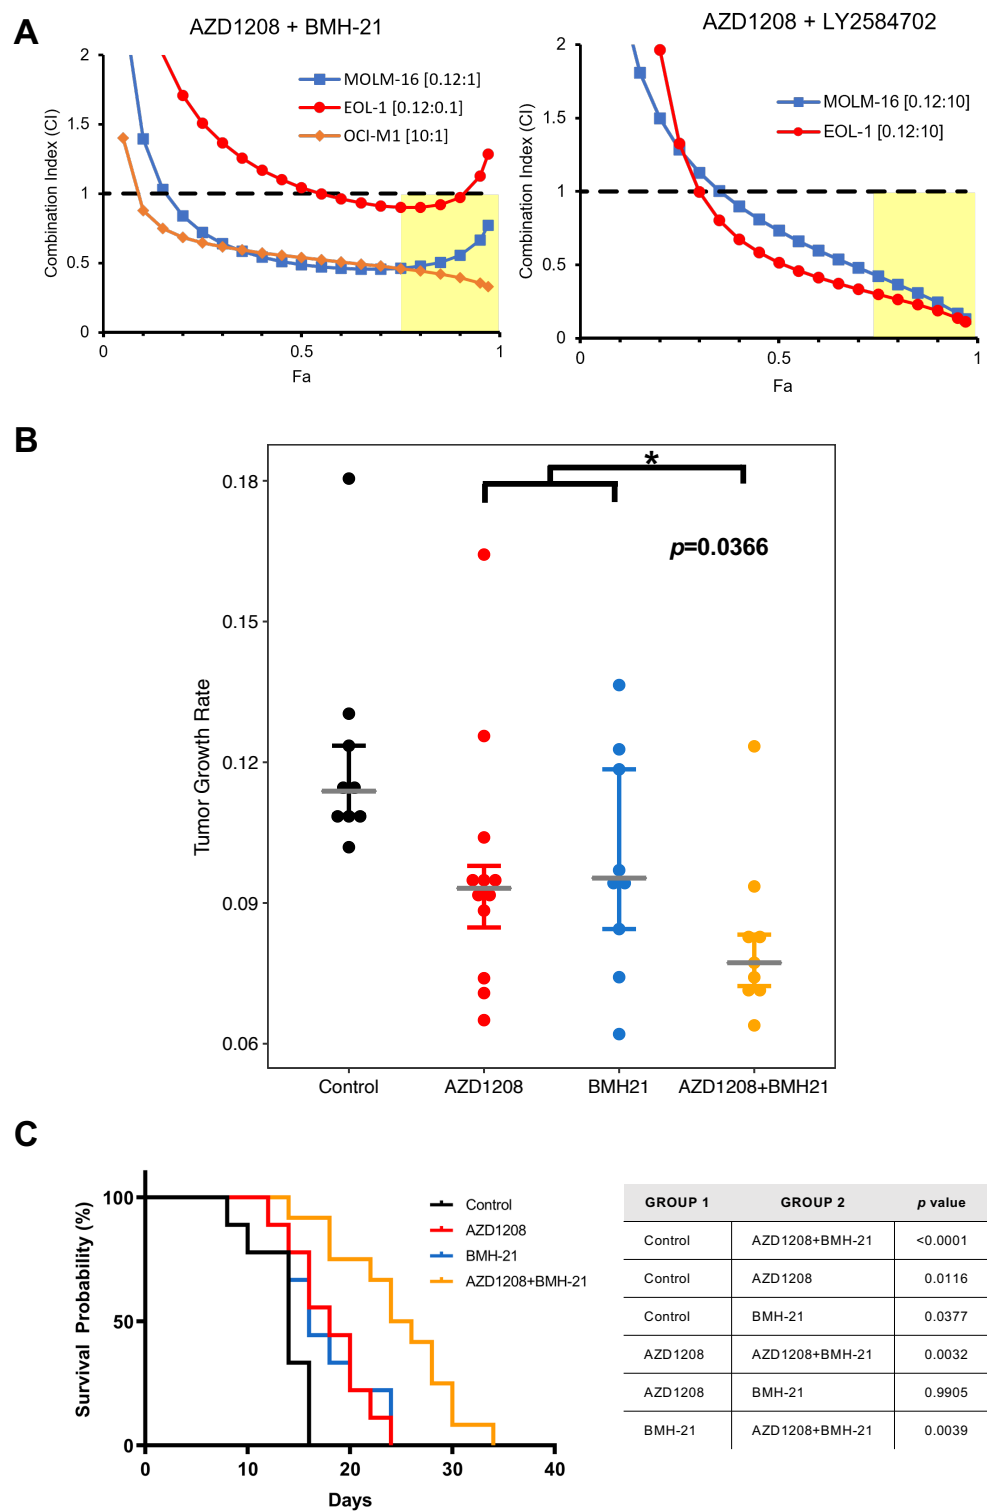 A
AZD1208 + BMH-21
Combination Index (CI)
2
1.5
1
0.5
0
0
0.5
1
Fa
MOLM-16 [0.12:1]
EOL-1 [0.12:0.1]
OCI-M1 [10:1]
AZD1208 + LY2584702
Combination Index (CI)
2
1.5
1
0.5
0
0
0.5
1
Fa
MOLM-16 [0.12:10]
EOL-1 [0.12:10]
B
Tumor Growth Rate
0.18
0.15
0.12
0.09
0.06
*
p=0.0366
Control
AZD1208
BMH21
AZD1208+BMH21
C
Survival Probability (%)
100
50
0
0
10
20
30
40
Days
Control
AZD1208
BMH-21
AZD1208+BMH-21
GROUP 1 GROUP 2 p value
Control AZD1208+BMH-21 <0.0001
Control AZD1208 0.0116
Control BMH-21 0.0377
AZD1208 AZD1208+BMH-21 0.0032
AZD1208 BMH-21 0.9905
BMH-21 AZD1208+BMH-21 0.0039